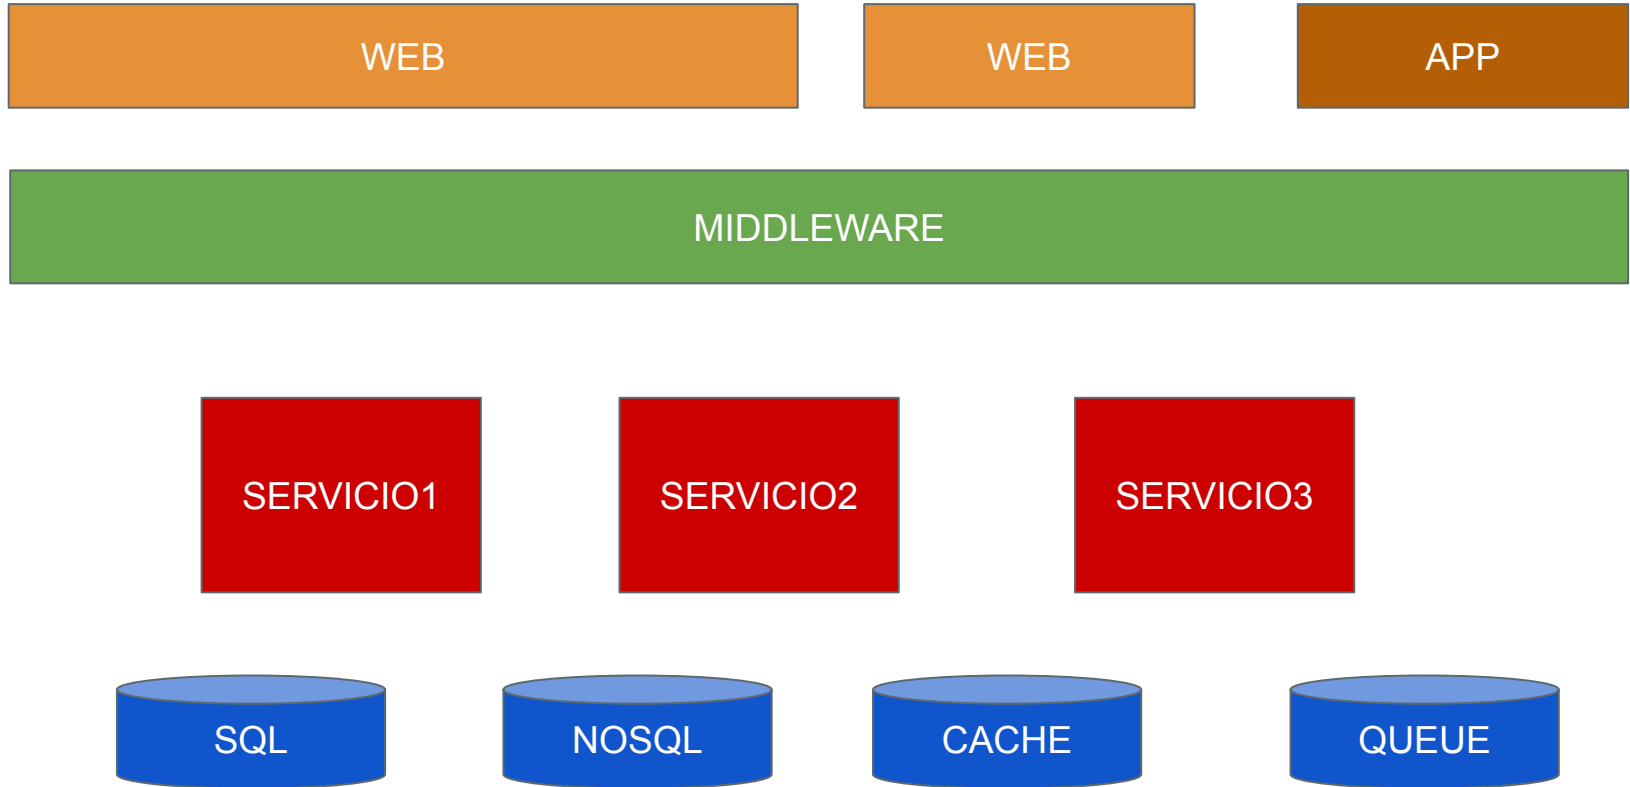 WEB
WEB
APP
MIDDLEWARE
SERVICIO1
SERVICIO2
SERVICIO3
SQL
NOSQL
CACHE
QUEUE